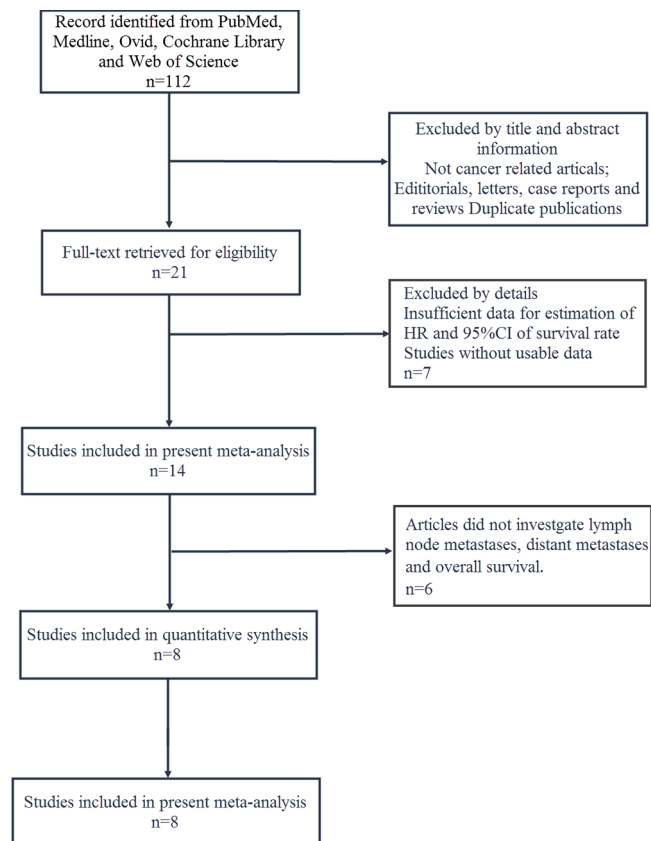 Record identified from PubMed,
Medline, Ovid, Cochrane Library
and Web of Science
n=112
Excluded by title and abstract
information
Not cancer related articals;
Edititorials, letters, case reports and
reviews Duplicate publications
Full-text retrieved for eligibility
n=21
Excluded by details
Insufficient data for estimation of
HR and 95%CI of survival rate
Studies without usable data
n=7
Studies included in present meta-analysis
n=14
Articles did not investgate lymph
node metastases, distant metastases
and overall survival.
n=6
Studies included in quantitative synthesis
n=8
Studies included in present meta-analysis
n=8